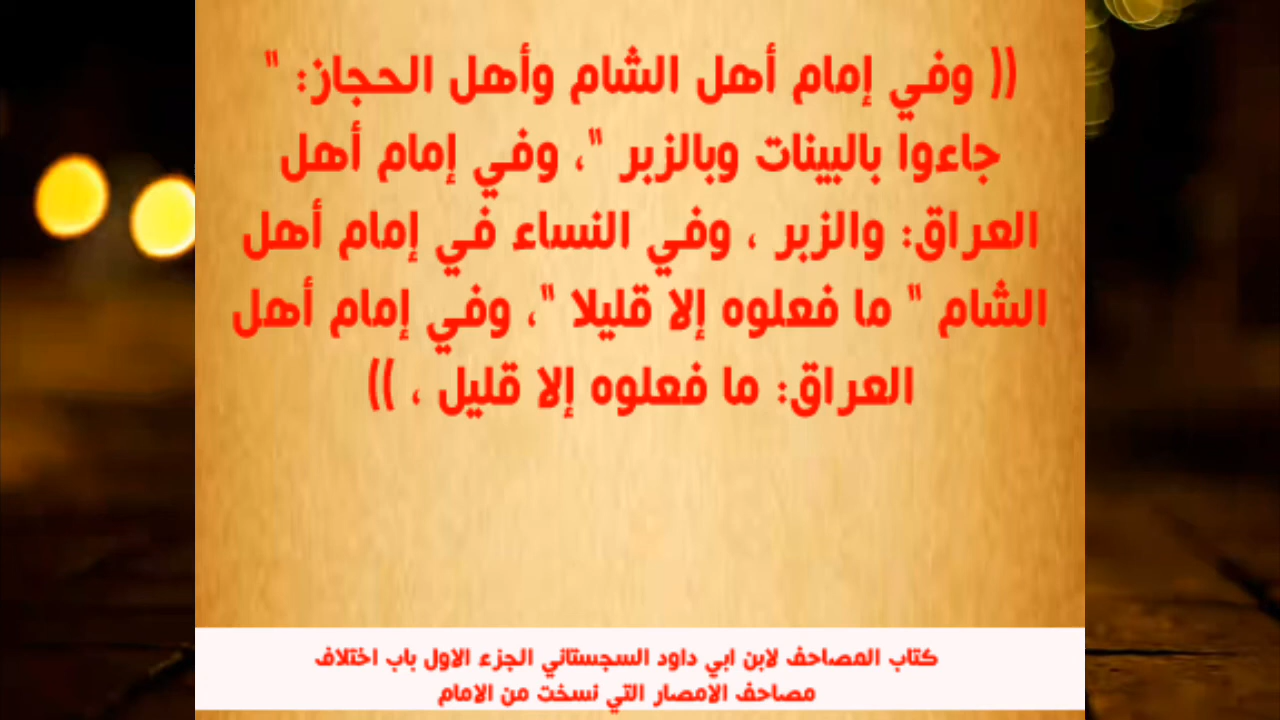 (( وفي إمام أهل الشام وأهل الحجاز: "
جاءوا بالبينات وبالزبر "، وفي إمام أهل
العراق: والزبر ، وفي النساء في إمام أهل
الشام " ما فعلوه إلا قليلا "، وفي إمام أهل
العراق: ما فعلوه إلا قليل ، ))
كتاب المصاحف لابن ابي داود السجستاني الجزء الاول باب اختلاف
مصاحف الامصار التي نسخت من الامام